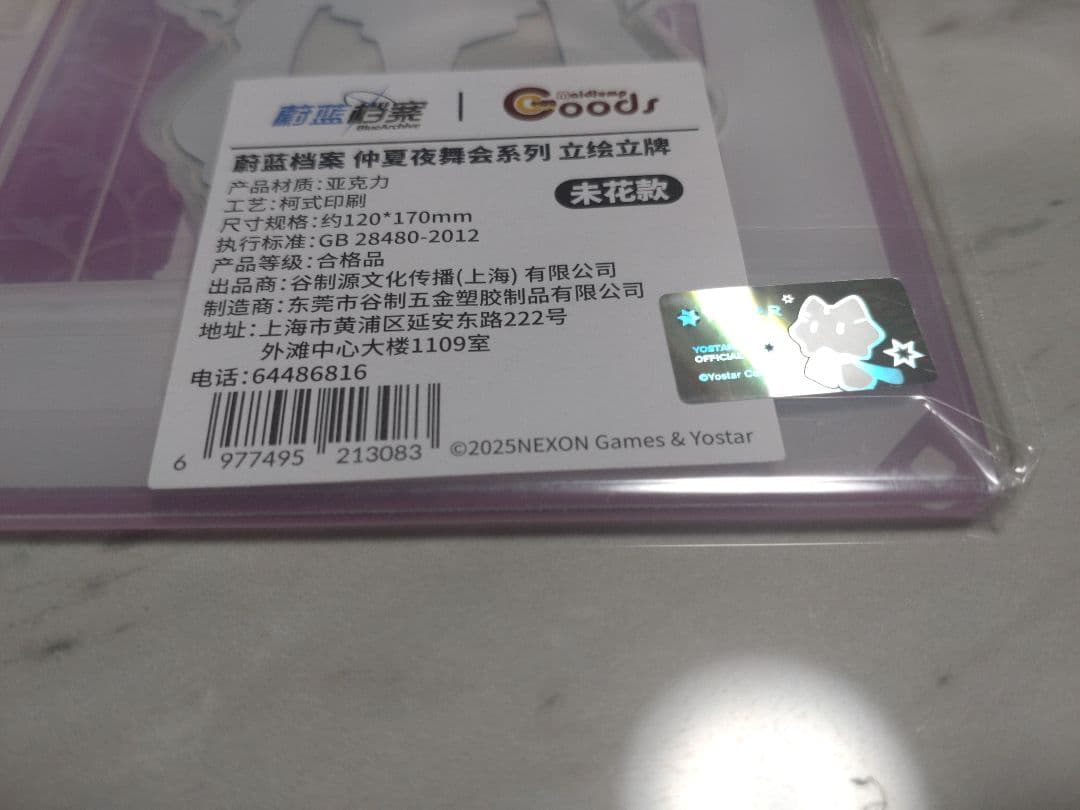 蔚蓝档案 | Goods
BlueArchive
蔚蓝档案 仲夏夜舞会系列 立绘立牌
产品材质:亚克力
未花款
工艺:柯式印刷
尺寸规格:约120*170mm
执行标准:GB 28480-2012
产品等级:合格品
出品商:谷制源文化传播(上海)有限公司
制造商:东莞市谷制五金塑胶制品有限公司
地址:上海市黄浦区延安东路222号
外滩中心大楼1109室
电话:64486816
6 977495 213083
©2025NEXON Games & Yostar
OFFICIAL
©Yostar